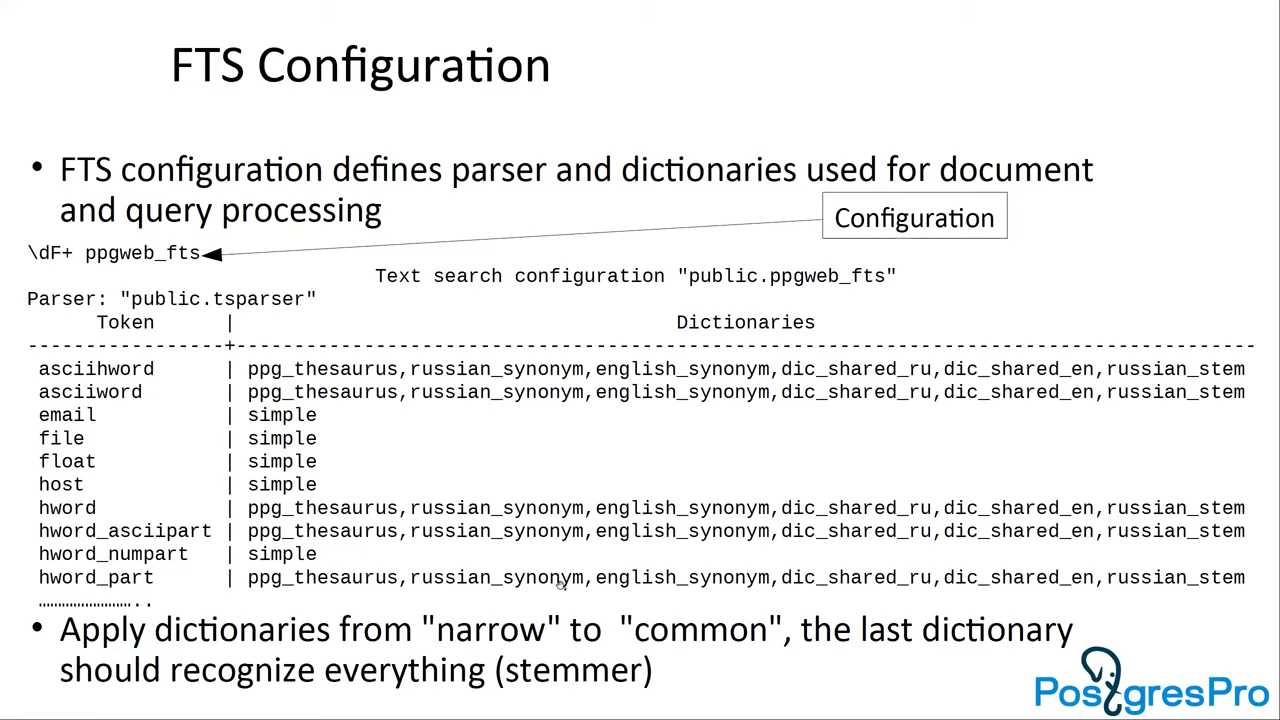 FTS Configuration
• FTS configuration defines parser and dictionaries used for document
and query processing
Configuration
\dF+ ppgweb_fts
Text search configuration "public.ppgweb_fts"
Parser: "public.tsparser"
Token | Dictionaries
-----------------+----------------------------------------------------------------------------------------
asciihword | ppg_thesaurus,russian_synonym,english_synonym,dic_shared_ru,dic_shared_en,russian_stem
asciiword | ppg_thesaurus,russian_synonym,english_synonym,dic_shared_ru,dic_shared_en,russian_stem
email | simple
file | simple
float | simple
host | simple
hword | ppg_thesaurus,russian_synonym,english_synonym,dic_shared_ru,dic_shared_en,russian_stem
hword_asciipart | ppg_thesaurus,russian_synonym,english_synonym,dic_shared_ru,dic_shared_en,russian_stem
hword_numpart | simple
hword_part | ppg_thesaurus,russian_synonym,english_synonym,dic_shared_ru,dic_shared_en,russian_stem
……………………..
• Apply dictionaries from "narrow" to "common", the last dictionary
should recognize everything (stemmer)
PostgresPro